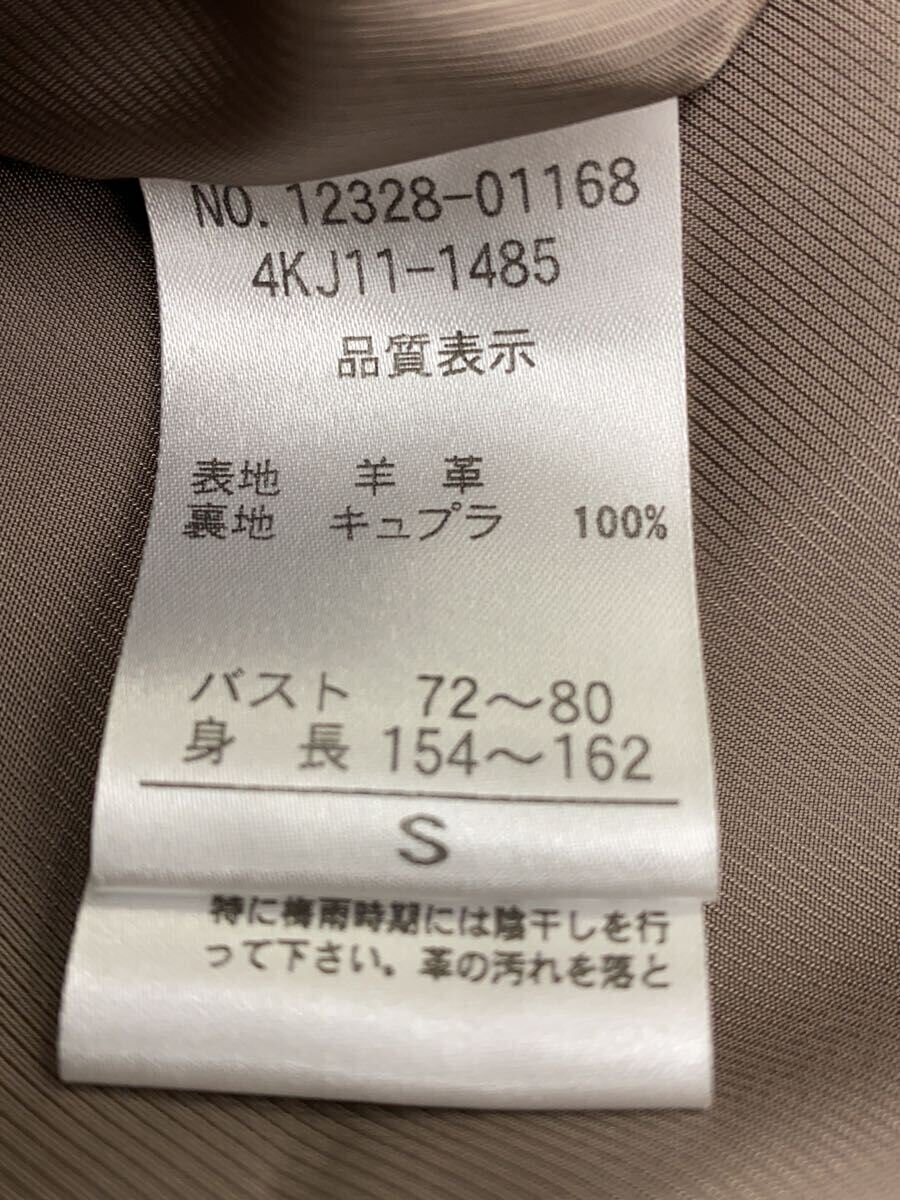 NO. 12328-01168
4KJ11-1485
品質表示
表地 羊 革
裏地 キュプラ 100%
バスト 72～80
身 長 154～162
S
特に梅雨時期には陰干しを行
って下さい。革の汚れを落と